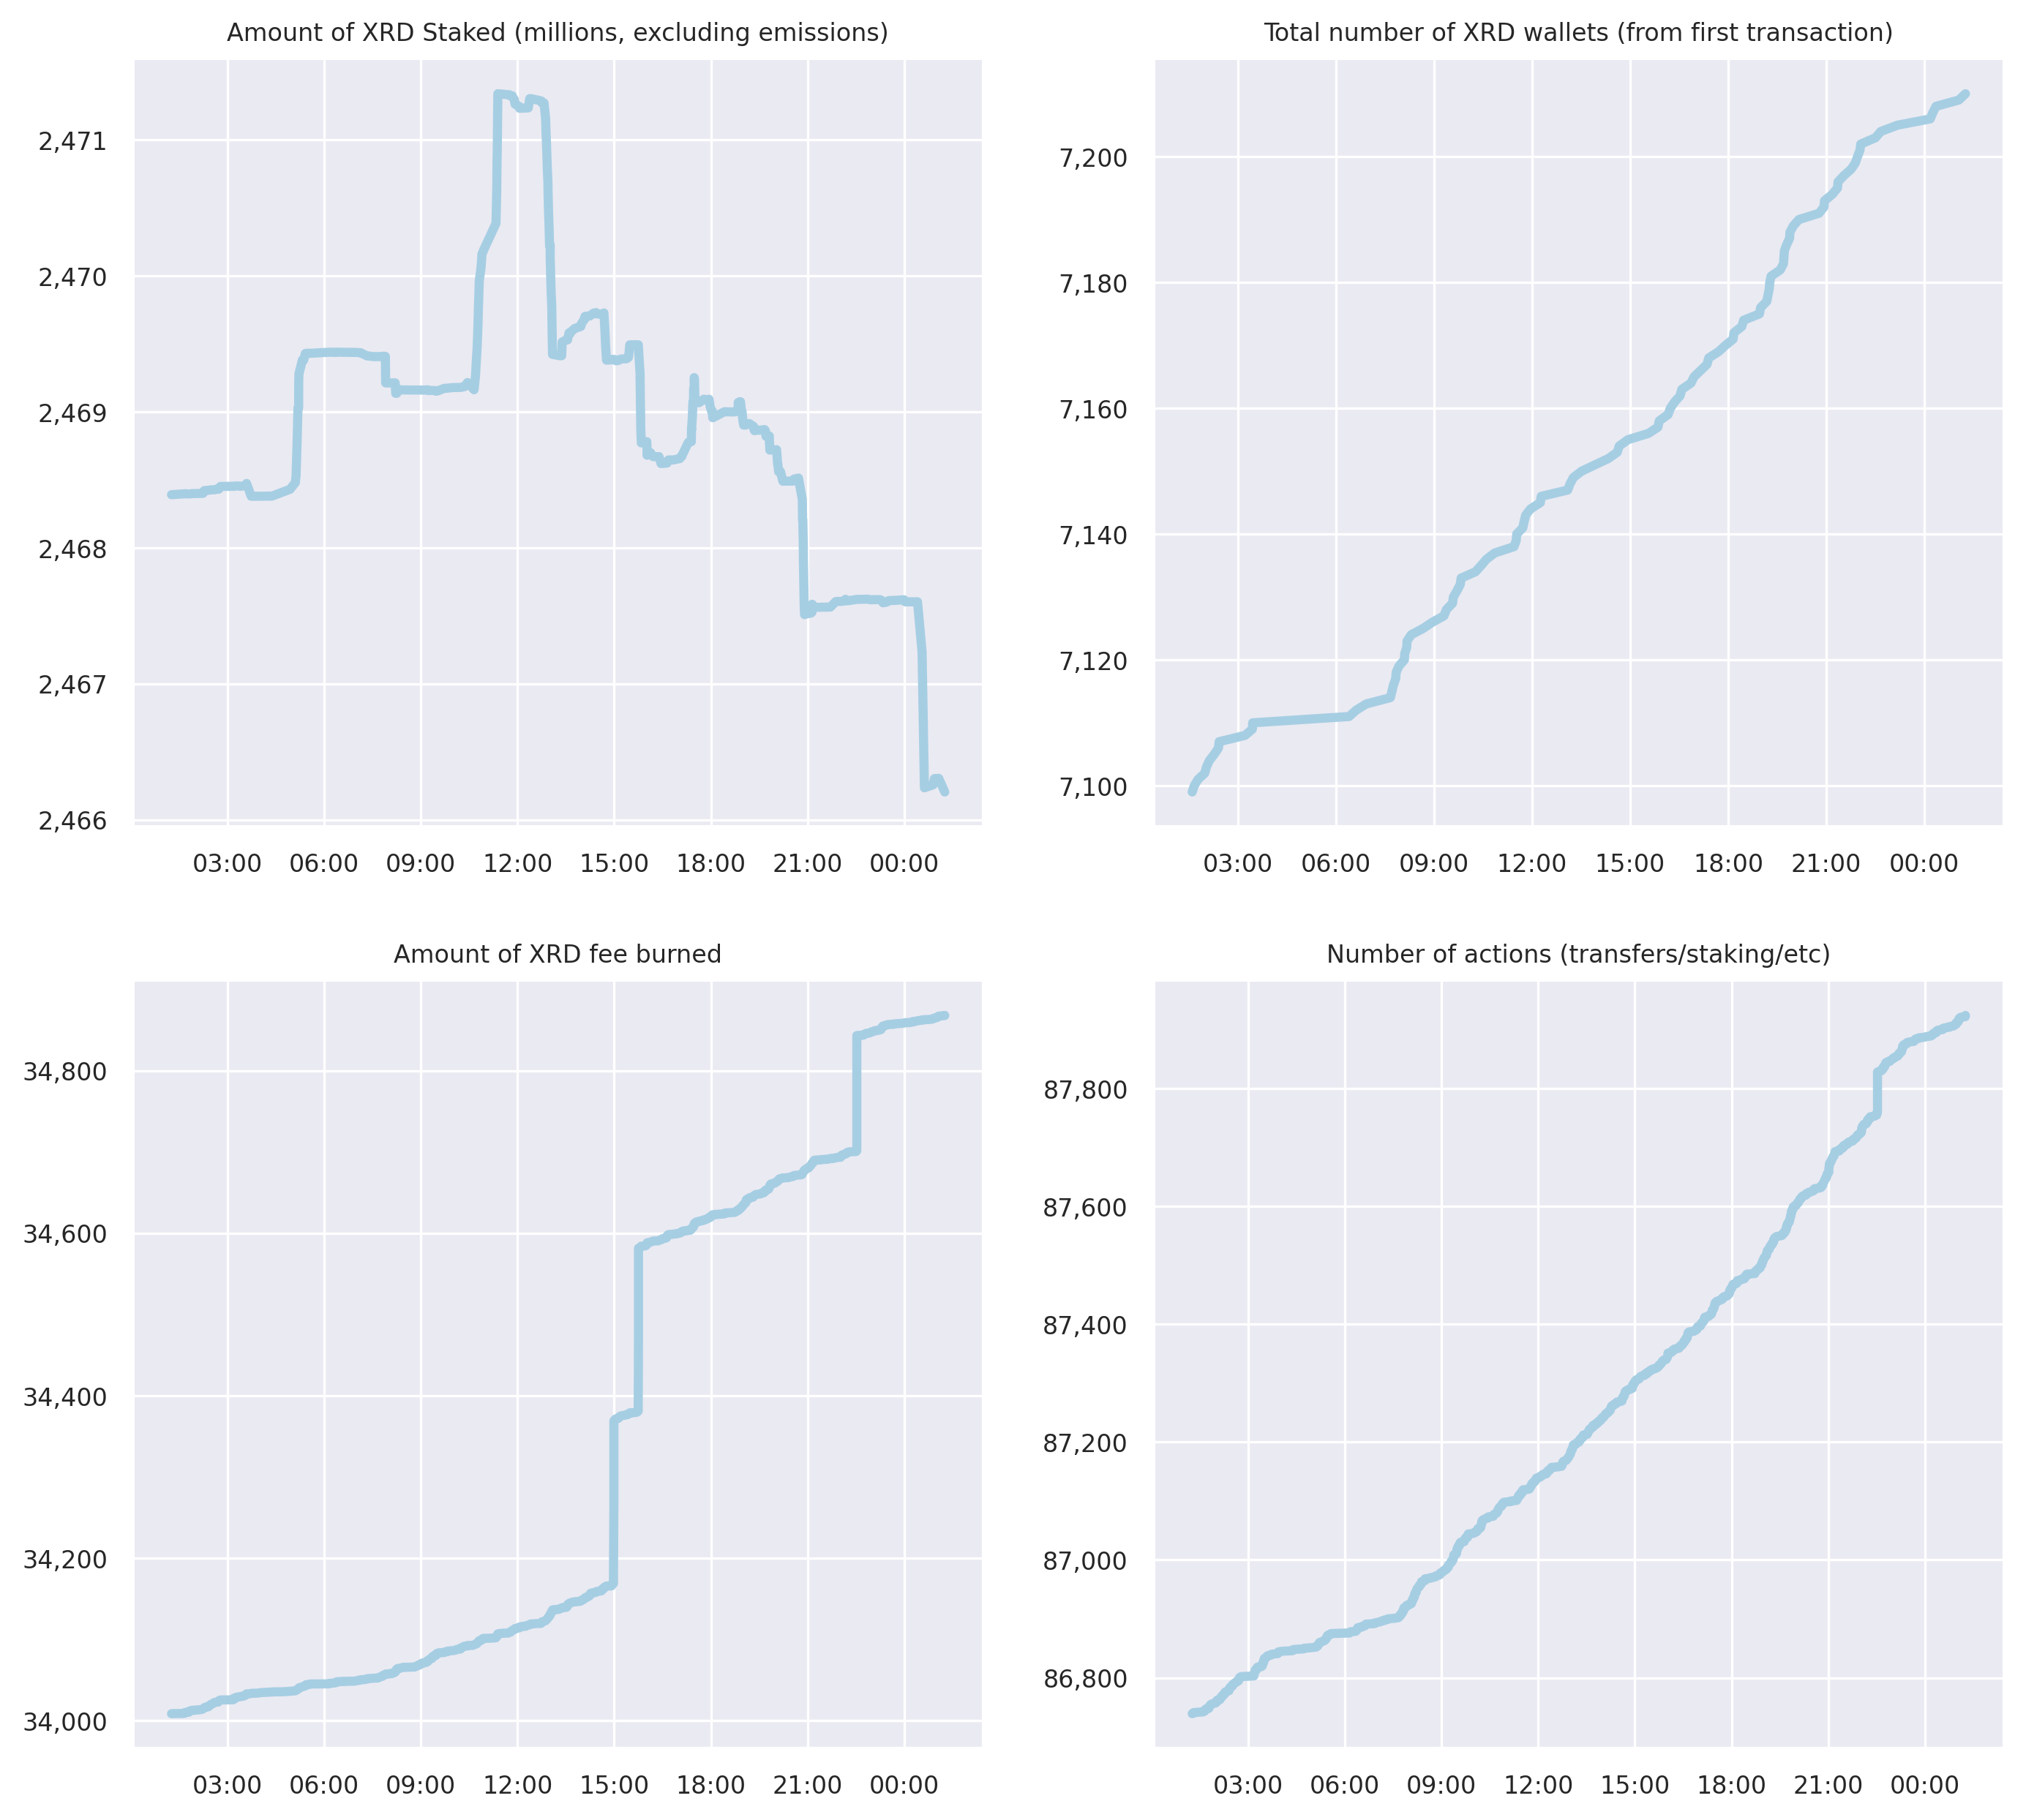 Amount of XRD Staked (millions, excluding emissions)
2,471
2,470
2,469
2,468
2,467
2,466
03:00 06:00 09:00 12:00 15:00 18:00 21:00 00:00
Total number of XRD wallets (from first transaction)
7,200
7,180
7,160
7,140
7,120
7,100
03:00 06:00 09:00 12:00 15:00 18:00 21:00 00:00
Amount of XRD fee burned
34,800
34,600
34,400
34,200
34,000
03:00 06:00 09:00 12:00 15:00 18:00 21:00 00:00
Number of actions (transfers/staking/etc)
87,800
87,600
87,400
87,200
87,000
86,800
03:00 06:00 09:00 12:00 15:00 18:00 21:00 00:00